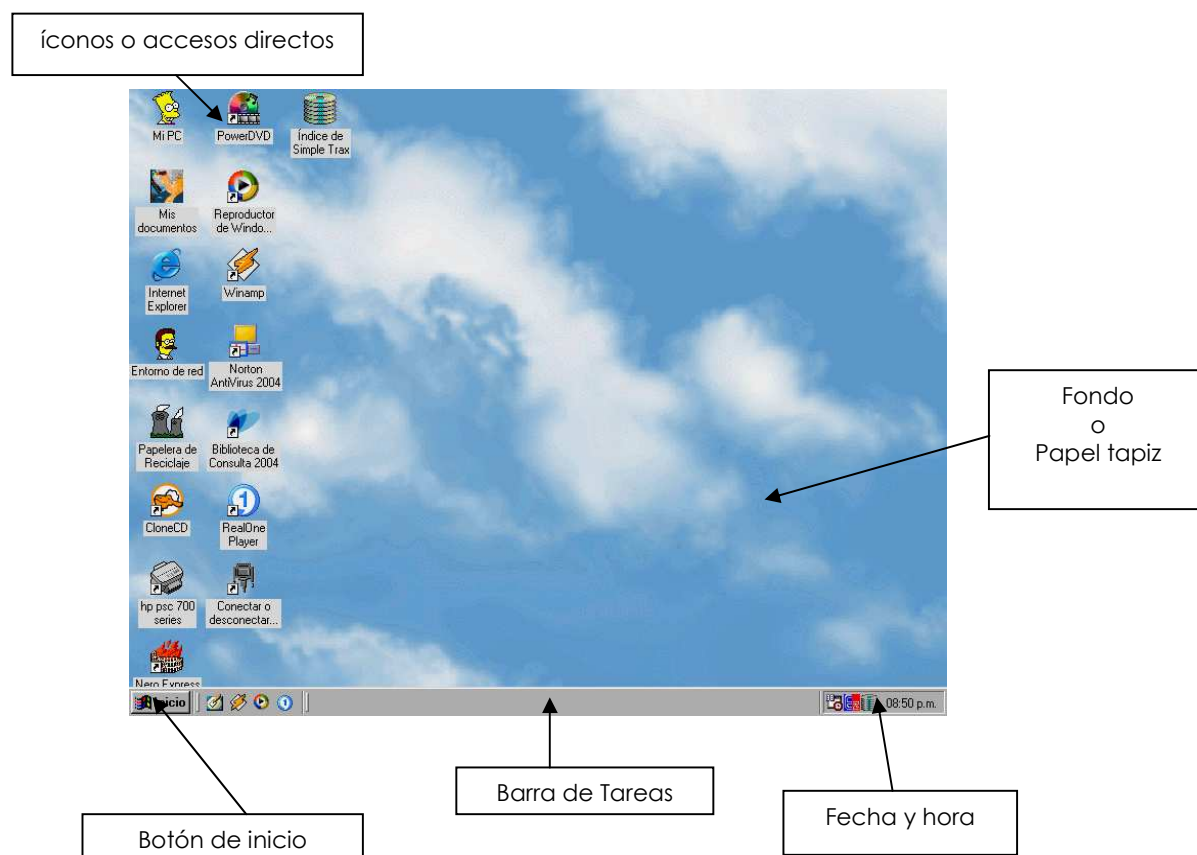 íconos o accesos directos
Mi PC
PowerDVD
Índice de
Simple Trax
Mis
documentos
Reproductor
de Windo...
Internet
Explorer
Winamp
Entorno de red
Norton
AntiVirus 2004
Papelera de
Reciclaje
Biblioteca de
Consulta 2004
CloneCD
RealOne
Player
hp psc 700
series
Conectar o
desconectar...
Nero Express
Fondo
o
Papel tapiz
Inicio
08:50 p.m.
Barra de Tareas
Fecha y hora
Botón de inicio